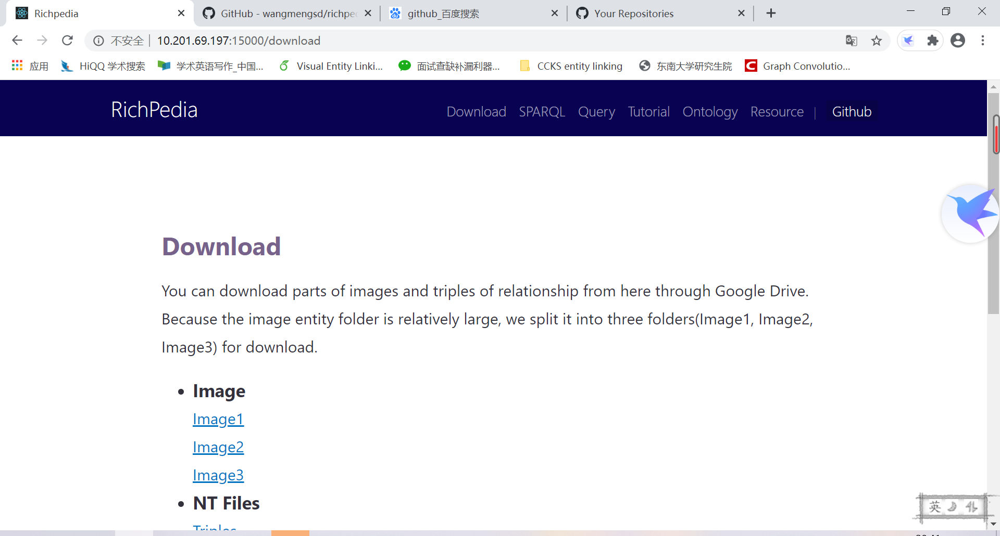 Richpedia
GitHub - wangmengsd/richpe
github_百度搜索
Your Repositories
不安全 | 10.201.69.197:15000/download
应用
HiQQ 学术搜索
学术英语写作_中国...
Visual Entity Linki...
面试查缺补漏利器...
CCKS entity linking
东南大学研究生院
Graph Convolutio...
RichPedia
Download SPARQL Query Tutorial Ontology Resource | Github
Download
You can download parts of images and triples of relationship from here through Google Drive.
Because the image entity folder is relatively large, we split it into three folders(Image1, Image2,
Image3) for download.
• Image
Image1
Image2
Image3
• NT Files
Triples
英